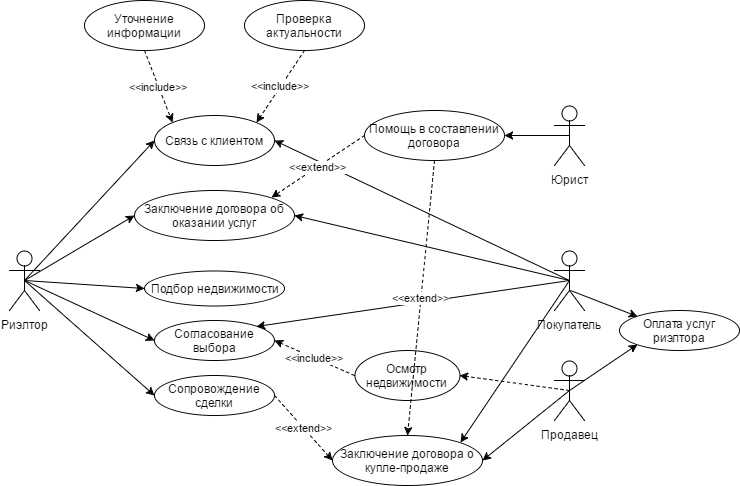 Уточнение
информации
Проверка
актуальности
<<include>>
<<include>>
Связь с клиентом
Помощь в составлении
договора
<<extend>>
Юрист
Заключение договора об
оказании услуг
Подбор недвижимости
<<extend>>
Риэлтор
Покупатель
Оплата услуг
риэлтора
Согласование
выбора
<<include>>
Осмотр
недвижимости
Сопровождение
сделки
<<extend>>
Продавец
Заключение договора о
купле-продаже